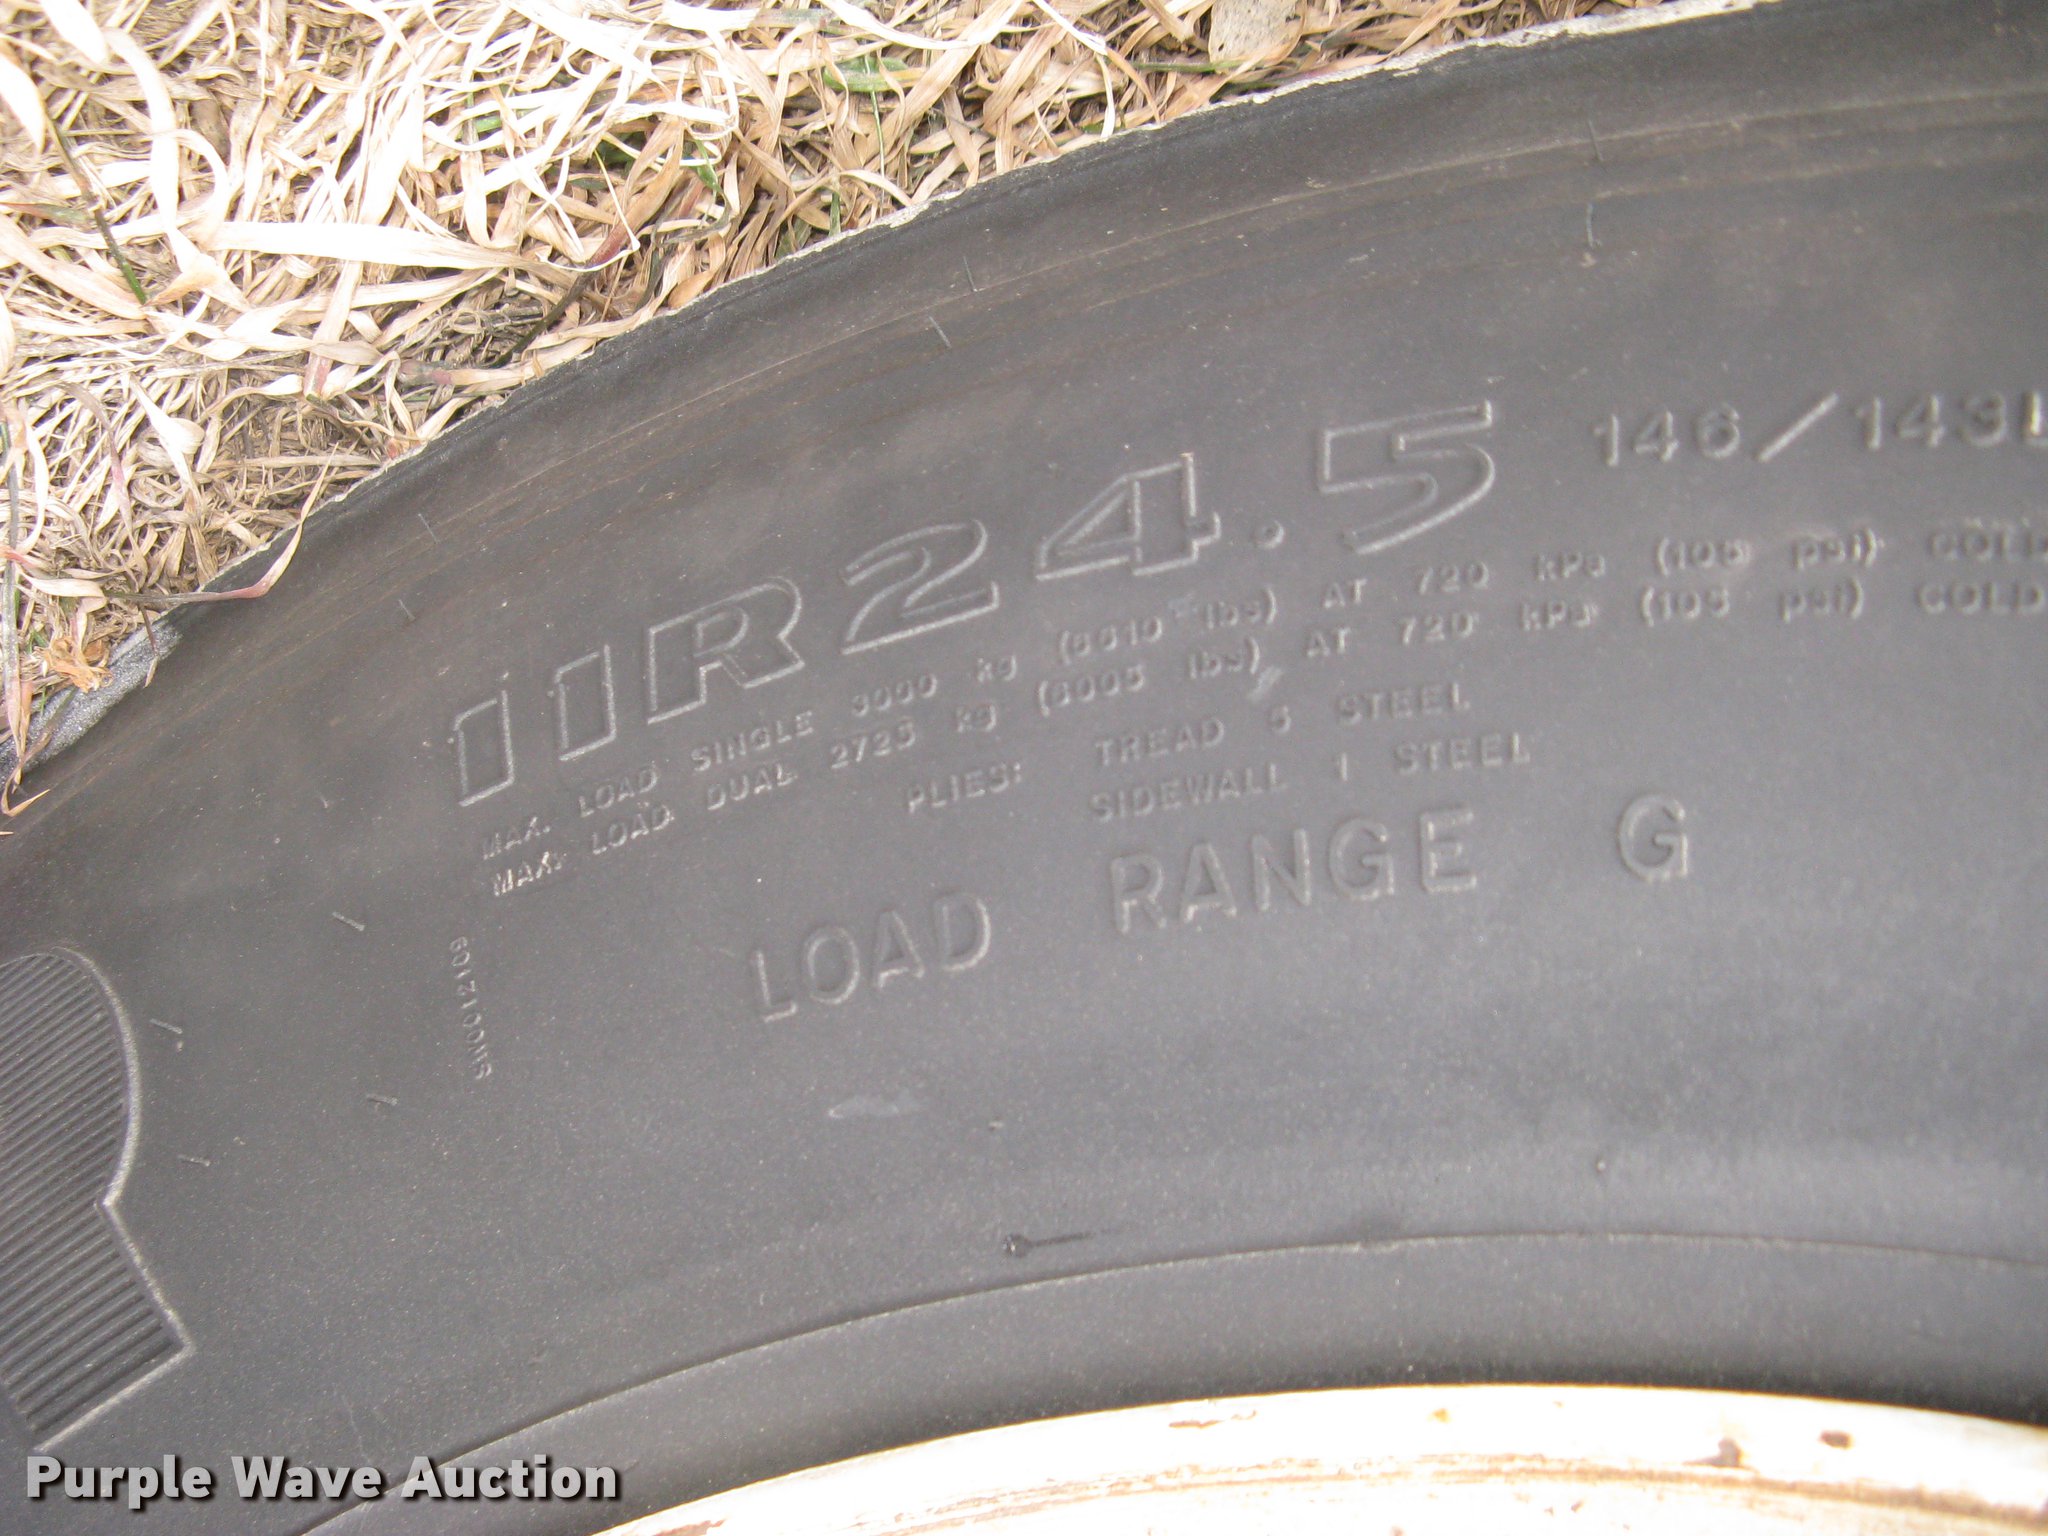 11R24.5 146/143L
MAX. LOAD SINGLE 3000 kg (6610 lbs) AT 720 kPa (105 psi) COLD
MAX. LOAD DUAL 2725 kg (6005 lbs) AT 720 kPa (105 psi) COLD
PLIES: TREAD 5 STEEL
SIDEWALL 1 STEEL
LOAD RANGE G
Purple Wave Auction